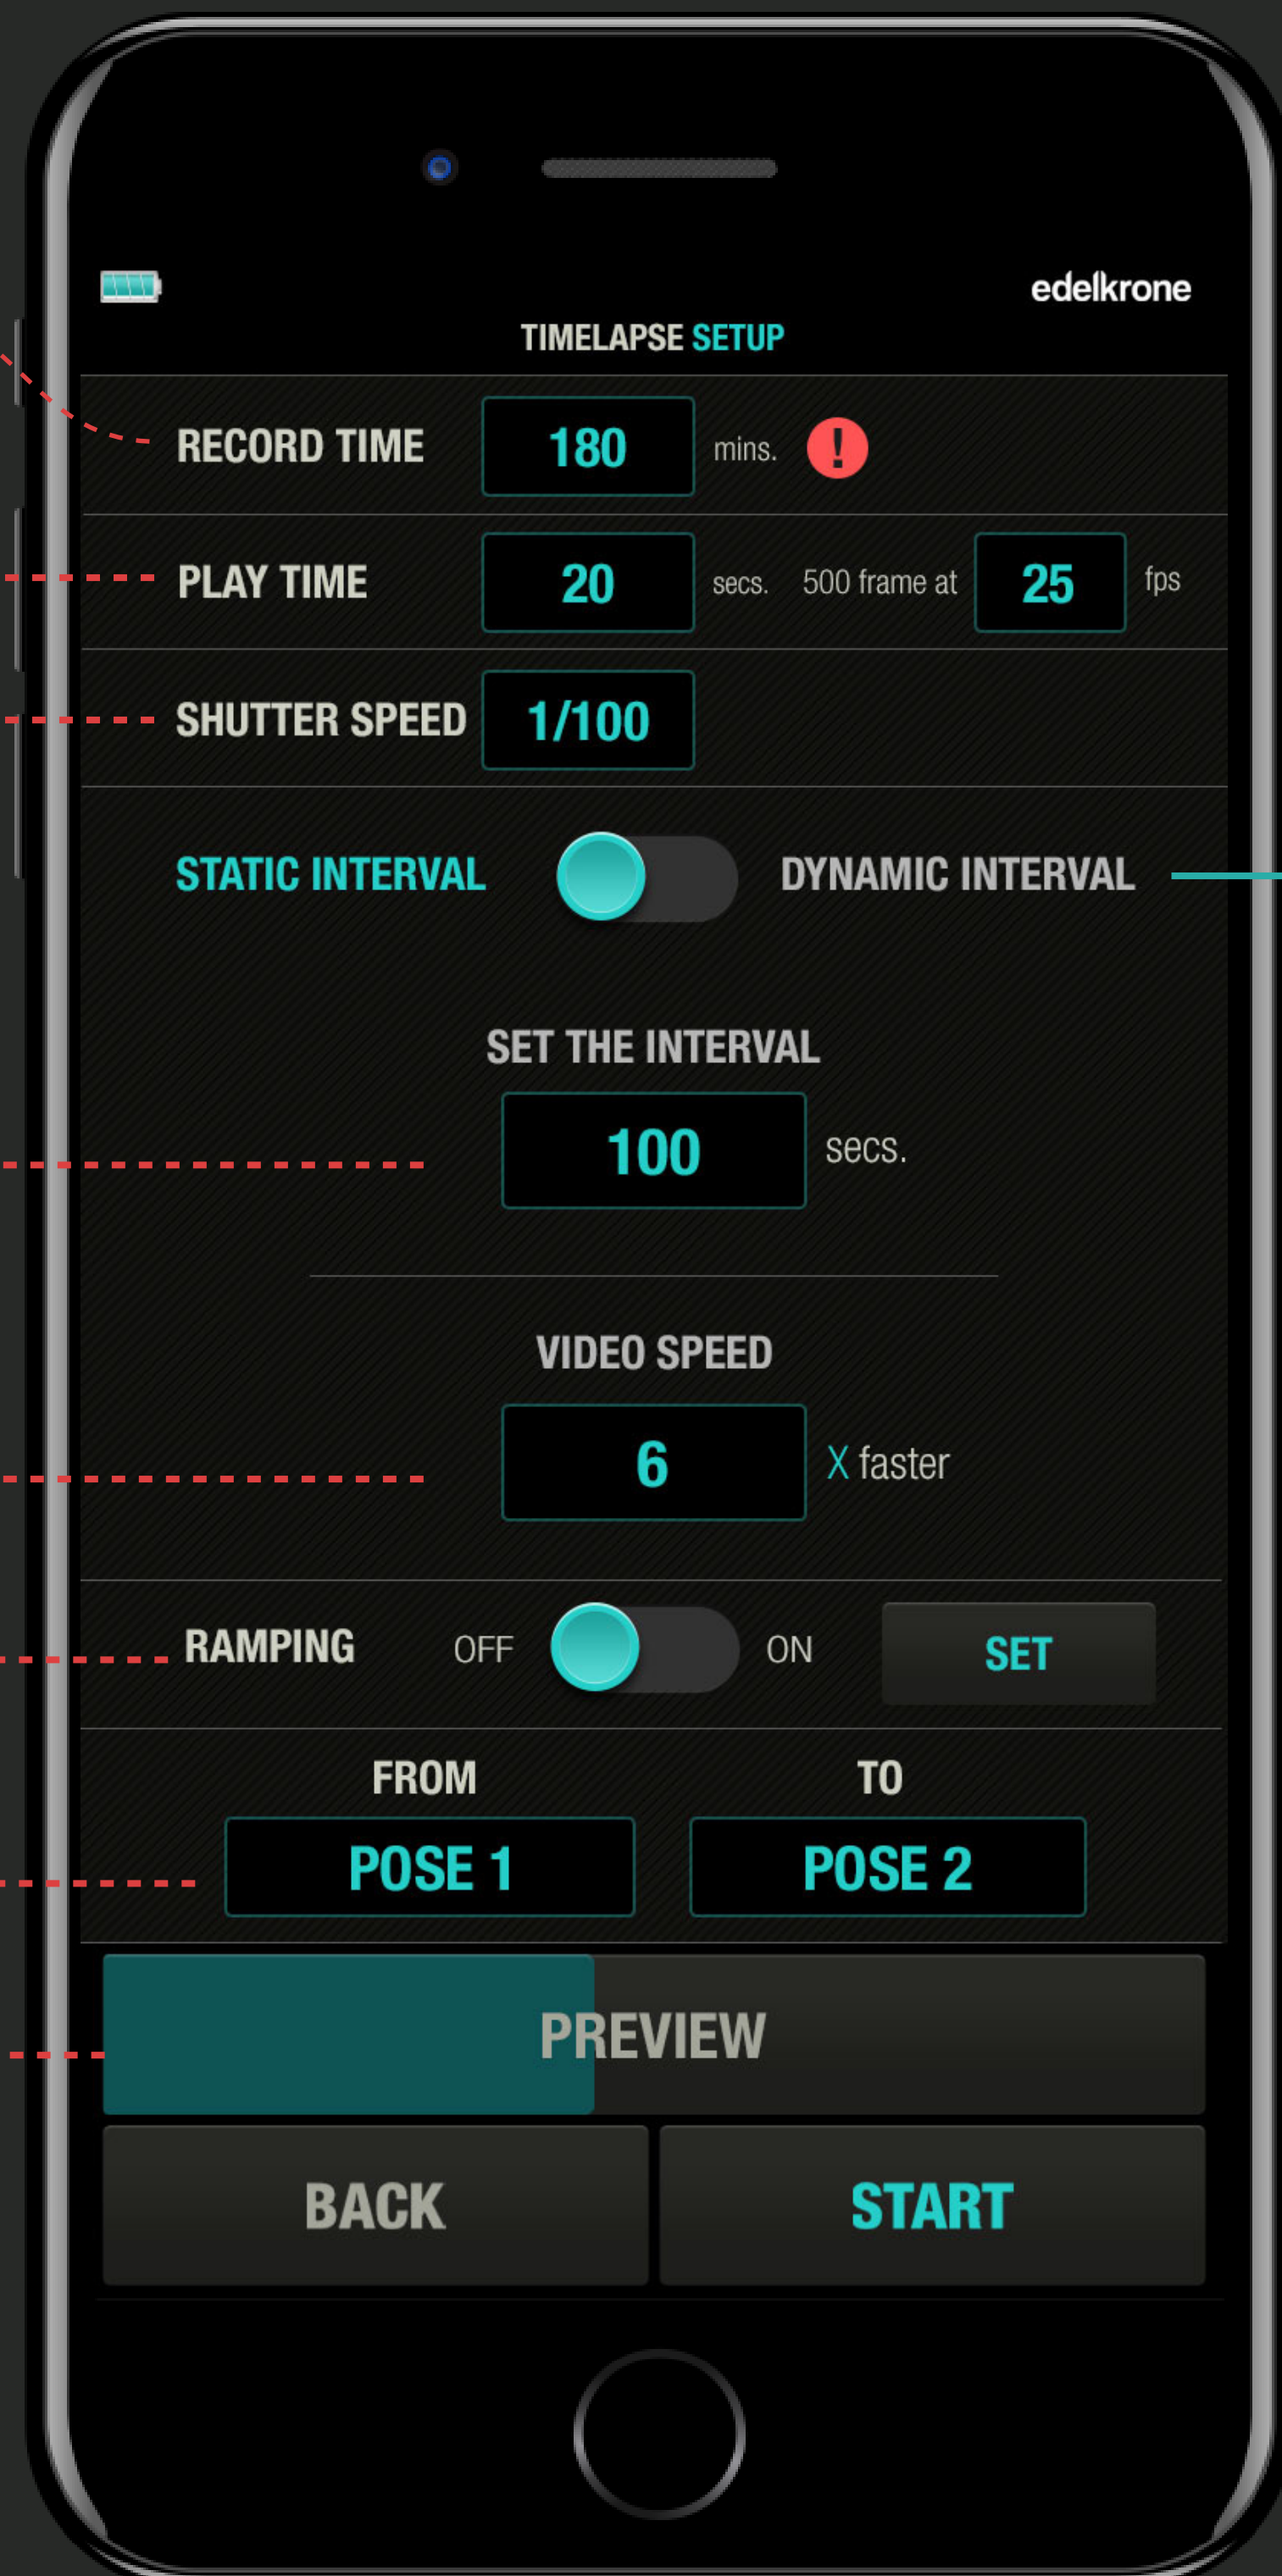 edelkrone
TIMELAPSE SETUP
RECORD TIME 180 mins. !
PLAY TIME 20 secs. 500 frame at 25 fps
SHUTTER SPEED 1/100
STATIC INTERVAL DYNAMIC INTERVAL
SET THE INTERVAL
100 secs.
VIDEO SPEED
6 X faster
RAMPING OFF ON SET
FROM TO
POSE 1 POSE 2
PREVIEW
BACK START